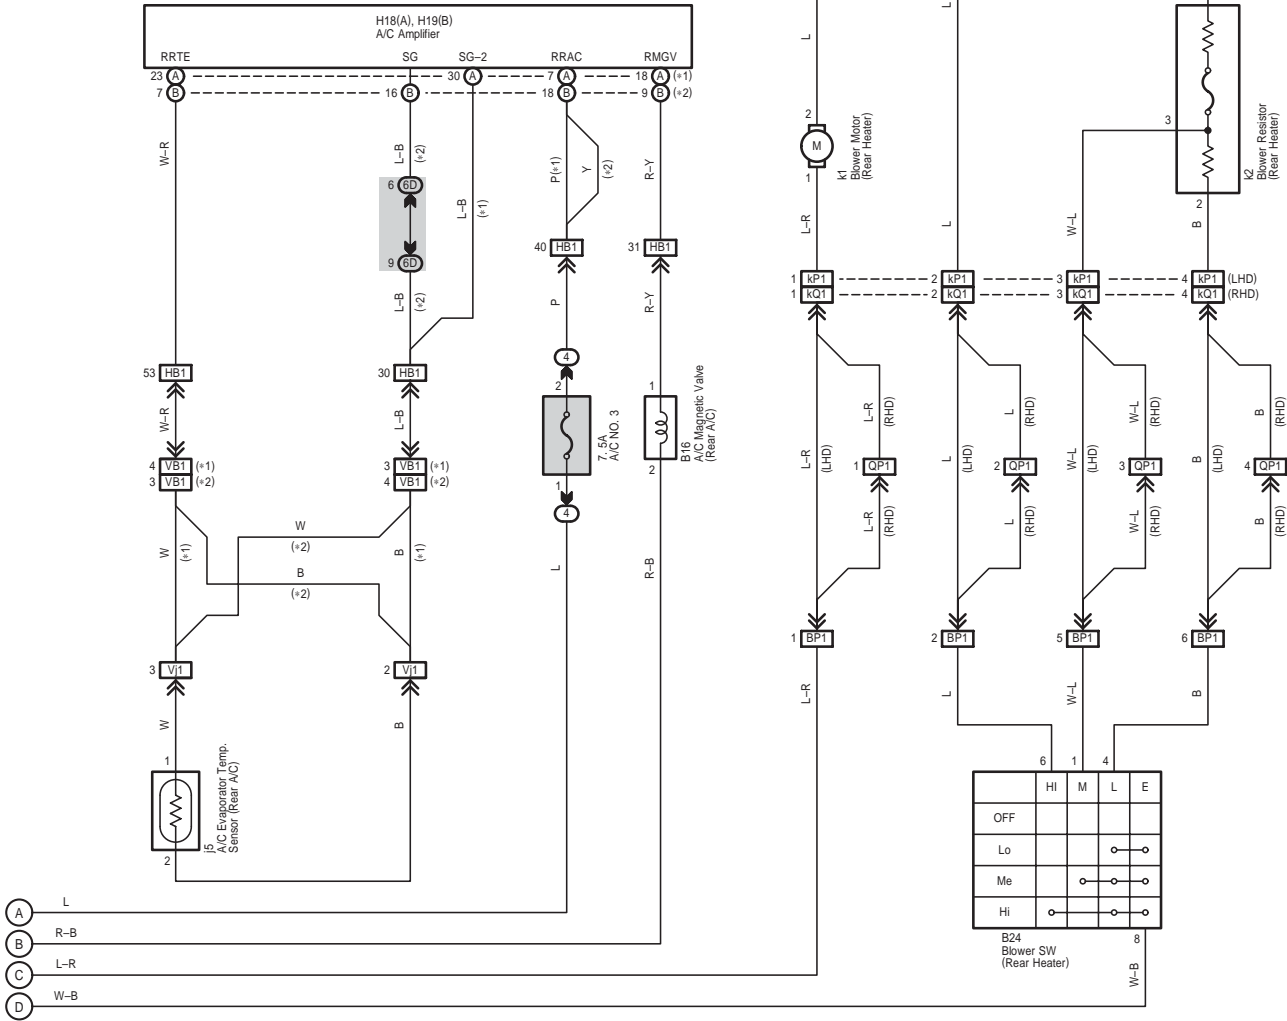 H18(A), H19(B)
A/C Amplifier
RRTE SG SG–2 RRAC RMGV
23 A 30 A 7 A 18 A (∗1)
7 B 16 B 18 B 9 B (∗2)
W–R
L–B
(∗2)
6 6D
9 6D
L–B
(∗2)
L–B
(∗1)
P(∗1)
Y
(∗2)
R–Y
40 HB1
31 HB1
P
R–Y
53 HB1
30 HB1
W–R
L–B
4 VB1 (∗1)
3 VB1 (∗2)
3 VB1 (∗1)
4 VB1 (∗2)
W
(∗1)
W
(∗2)
B
(∗2)
B
(∗1)
3 Vj1
2 Vj1
W
B
1
2
j5
A/C Evaporator Temp.
Sensor (Rear A/C)
4
2
7. 5A
A/C NO. 3
1
4
L
1
B16
A/C Magnetic Valve
(Rear A/C)
2
R–B
L
L
2
M
1
k1
Blower Motor
(Rear Heater)
3
k2
Blower Resistor
(Rear Heater)
2
L–R
L
W–L
B
1 kP1 2 kP1 3 kP1 4 kP1 (LHD)
1 kQ1 2 kQ1 3 kQ1 4 kQ1 (RHD)
L–R
(LHD)
L–R
(RHD)
L
(LHD)
L
(RHD)
W–L
(LHD)
W–L
(RHD)
B
(LHD)
B
(RHD)
1 QP1
2 QP1
3 QP1
4 QP1
L–R
(RHD)
L
(RHD)
W–L
(RHD)
B
(RHD)
1 BP1
2 BP1
5 BP1
6 BP1
L–R
L
W–L
B
6 1 4
HI M L E
OFF
Lo
Me
Hi
B24
Blower SW
(Rear Heater)
8
W–B
A L
B R–B
C L–R
D W–B